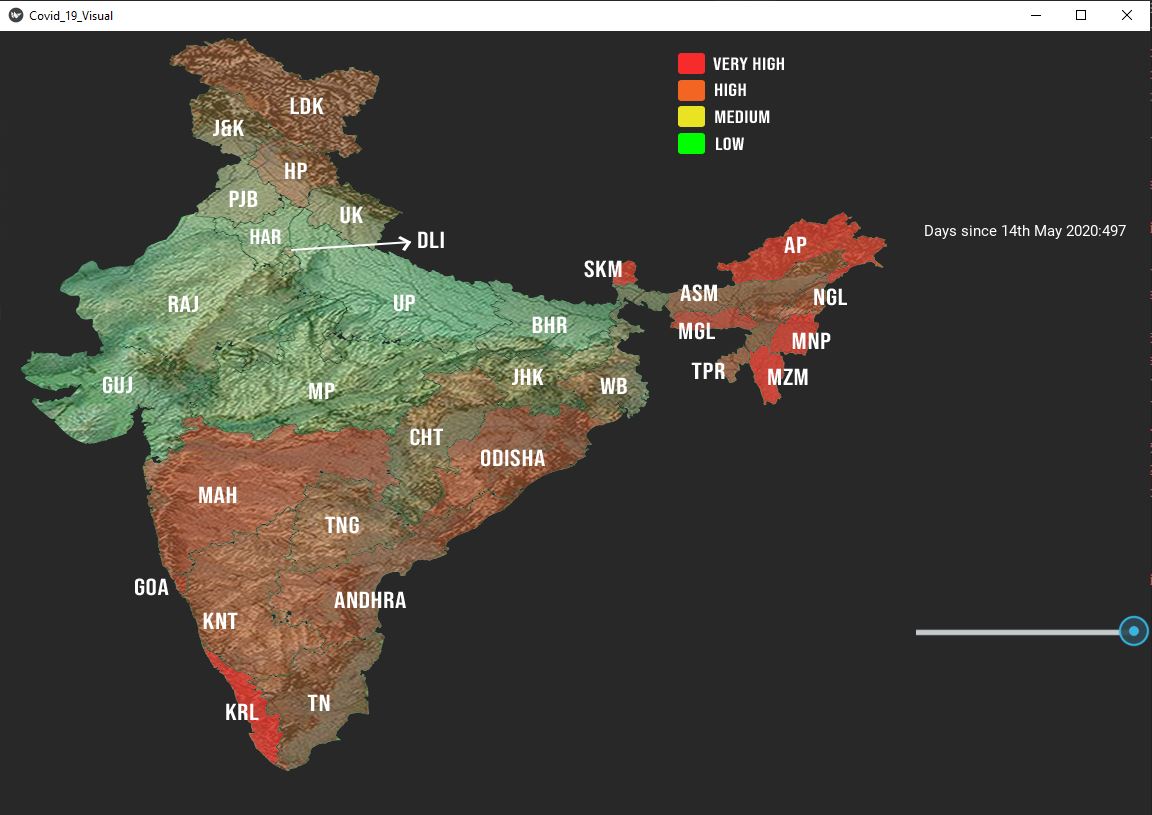 Covid_19_Visual
VERY HIGH
HIGH
MEDIUM
LOW
LDK
J&K
HP
PJB
UK
HAR
DLI
Days since 14th May 2020:497
AP
SKM
ASM
NGL
RAJ
UP
BHR
MGL
MNP
TPR
MZM
GUJ
MP
JHK
WB
CHT
ODISHA
MAH
TNG
GOA
ANDHRA
KNT
TN
KRL